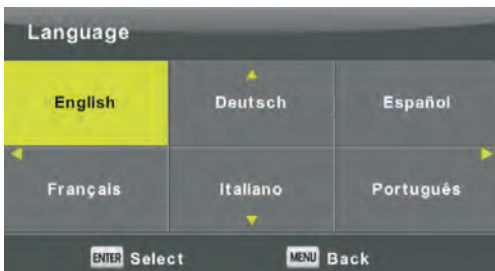 Language
English Deutsch Español
Français Italiano Português
ENTER Select MENU Back